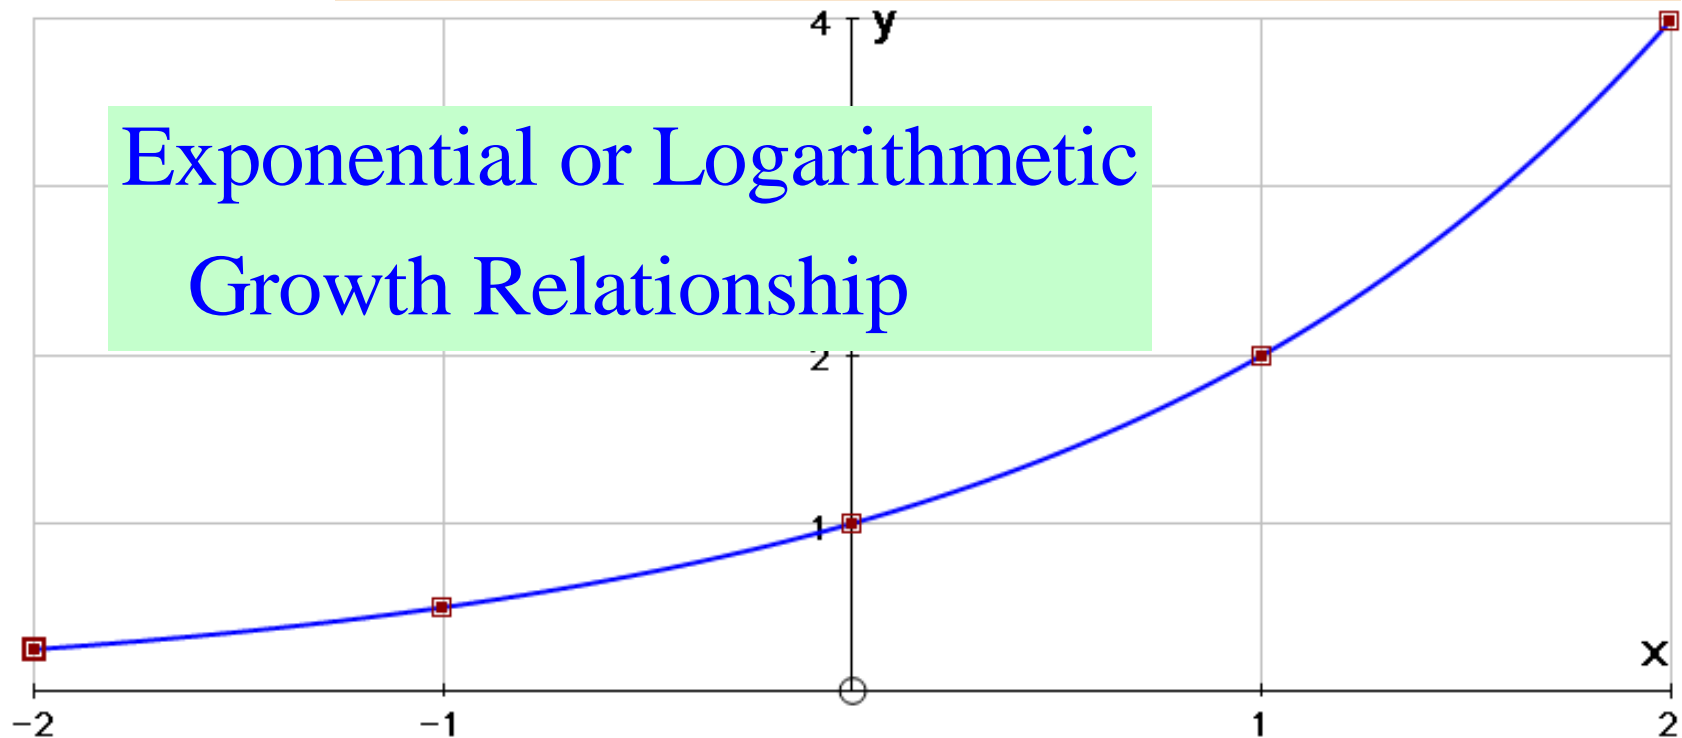 4 y
Exponential or Logarithmetic
Growth Relationship
2
1
x
-2 -1 1 2